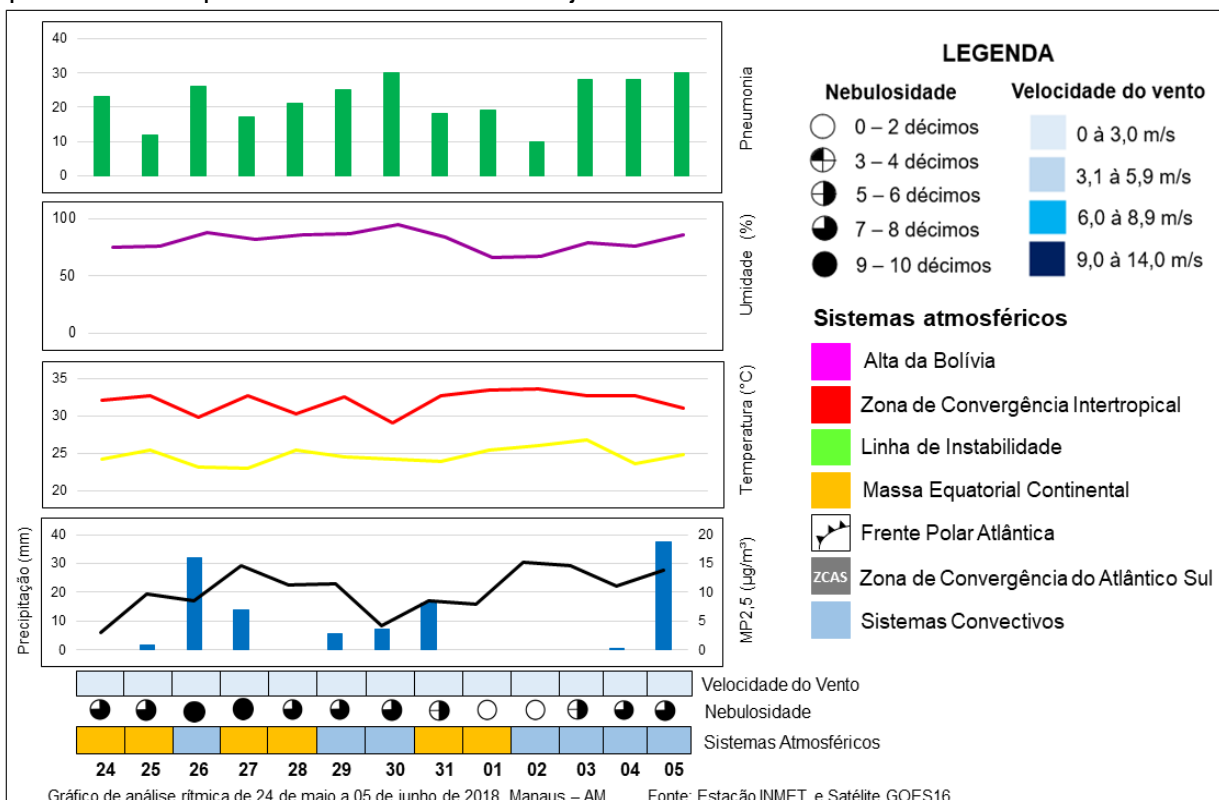 40
30
20
10
0
Pneumonia
100
50
0
Umidade (%)
35
30
25
20
Temperatura (°C)
Precipitação (mm)
40
30
20
10
0
20
15
10
5
0
MP2,5 (µg/m³)
Velocidade do Vento
Nebulosidade
Sistemas Atmosféricos
24 25 26 27 28 29 30 31 01 02 03 04 05
Gráfico de análise rítmica de 24 de maio a 05 de junho de 2018, Manaus – AM Fonte: Estação INMET e Satélite GOES16
LEGENDA
Nebulosidade
0 – 2 décimos
3 – 4 décimos
5 – 6 décimos
7 – 8 décimos
9 – 10 décimos
Velocidade do vento
0 à 3,0 m/s
3,1 à 5,9 m/s
6,0 à 8,9 m/s
9,0 à 14,0 m/s
Sistemas atmosféricos
Alta da Bolívia
Zona de Convergência Intertropical
Linha de Instabilidade
Massa Equatorial Continental
Frente Polar Atlântica
ZCAS Zona de Convergência do Atlântico Sul
Sistemas Convectivos